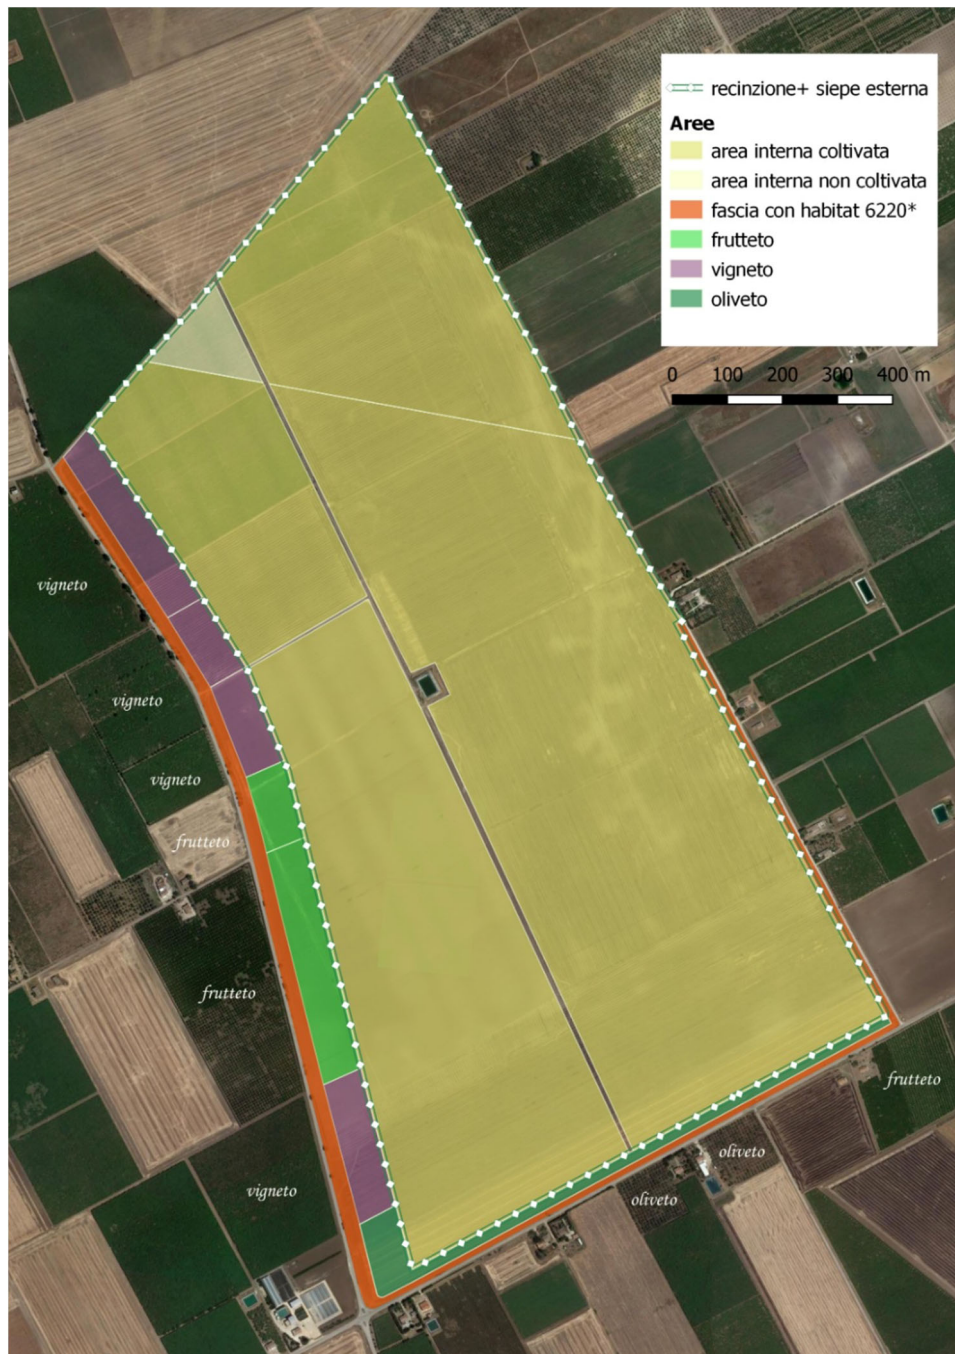 recinzione+ siepe esterna
Aree
area interna coltivata
area interna non coltivata
fascia con habitat 6220*
frutteto
vigneto
oliveto
0 100 200 300 400 m
vigneto
vigneto
vigneto
frutteto
frutteto
frutteto
oliveto
vigneto
oliveto